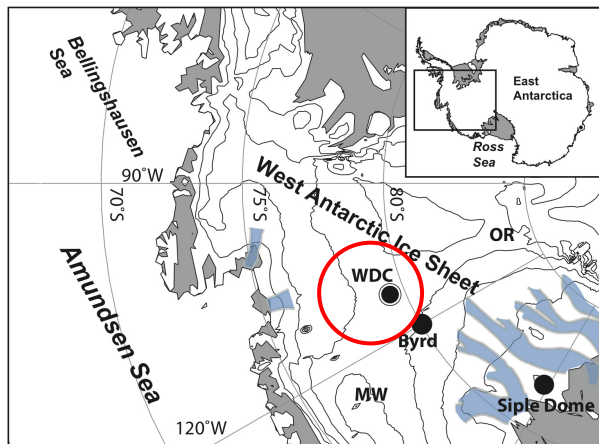 Bellingshausen
Sea
East
Antarctica
Ross
Sea
90°W
70°S
75°S
80°S
West Antarctic Ice Sheet
OR
WDC
Amundsen Sea
Byrd
MW
Siple Dome
120°W